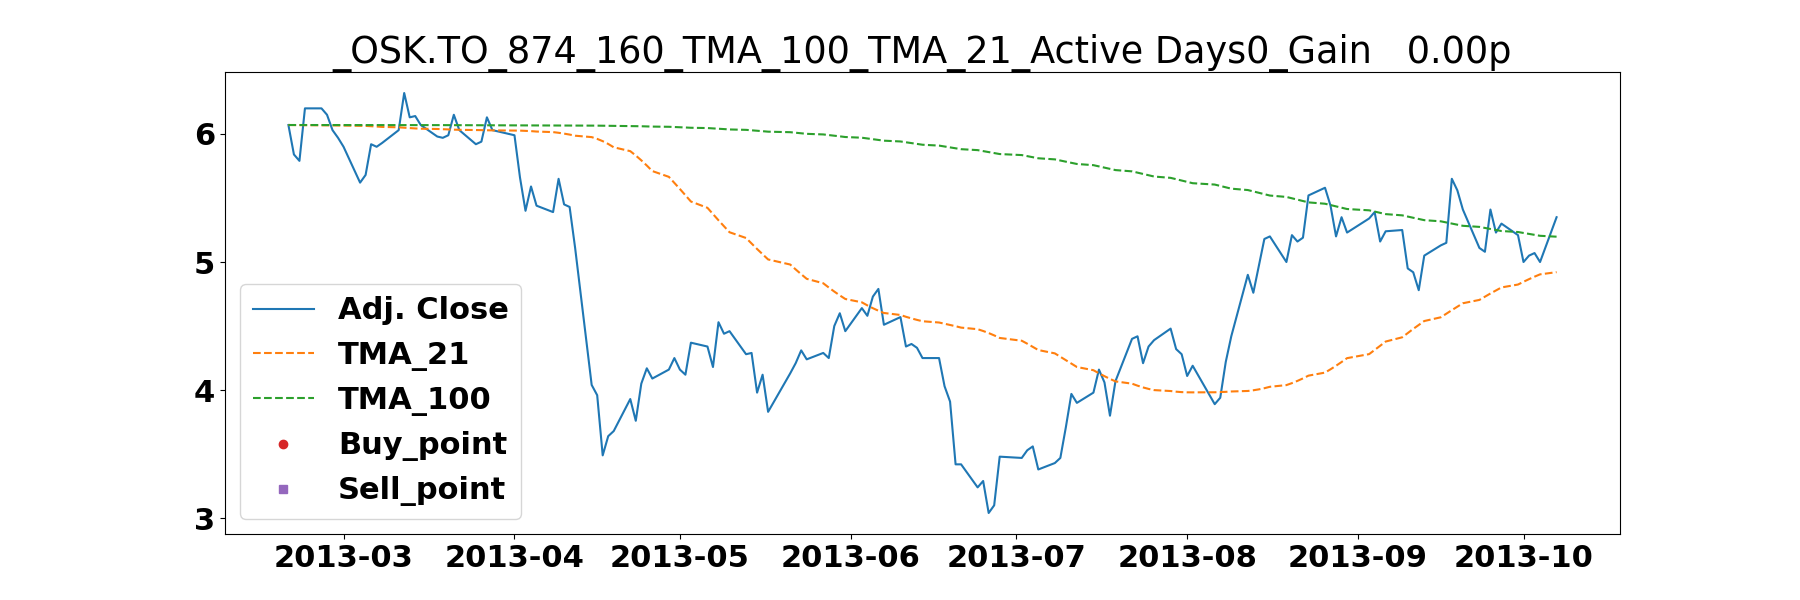 _OSK.TO_874_160_TMA_100_TMA_21_Active Days0_Gain   0.00p
6
5
4
3
Adj. Close
TMA_21
TMA_100
Buy_point
Sell_point
2013-03 2013-04 2013-05 2013-06 2013-07 2013-08 2013-09 2013-10